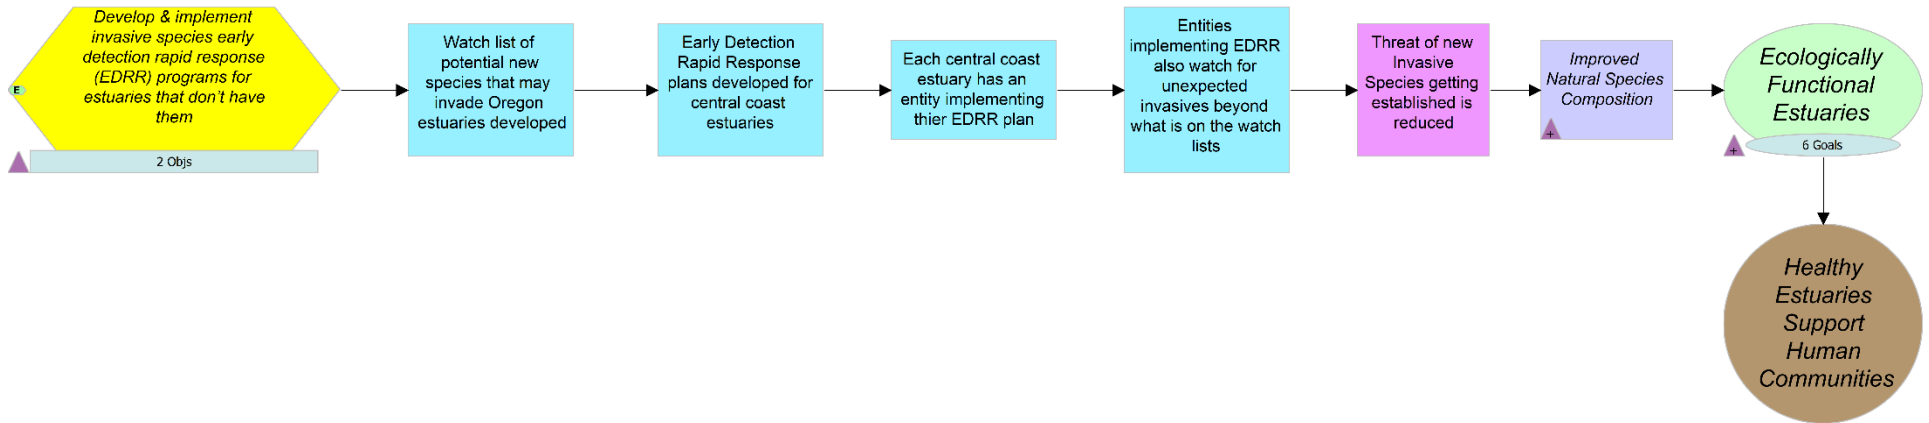 Develop & implement
invasive species early
detection rapid response
(EDRR) programs for
estuaries that don't have
them
E
2 Objs
Watch list of
potential new
species that may
invade Oregon
estuaries developed
Early Detection
Rapid Response
plans developed for
central coast
estuaries
Each central coast
estuary has an
entity implementing
thier EDRR plan
Entities
implementing EDRR
also watch for
unexpected
invasives beyond
what is on the watch
lists
Threat of new
Invasive
Species getting
established is
reduced
Improved
Natural Species
Composition
+
Ecologically
Functional
Estuaries
+
6 Goals
Healthy
Estuaries
Support
Human
Communities